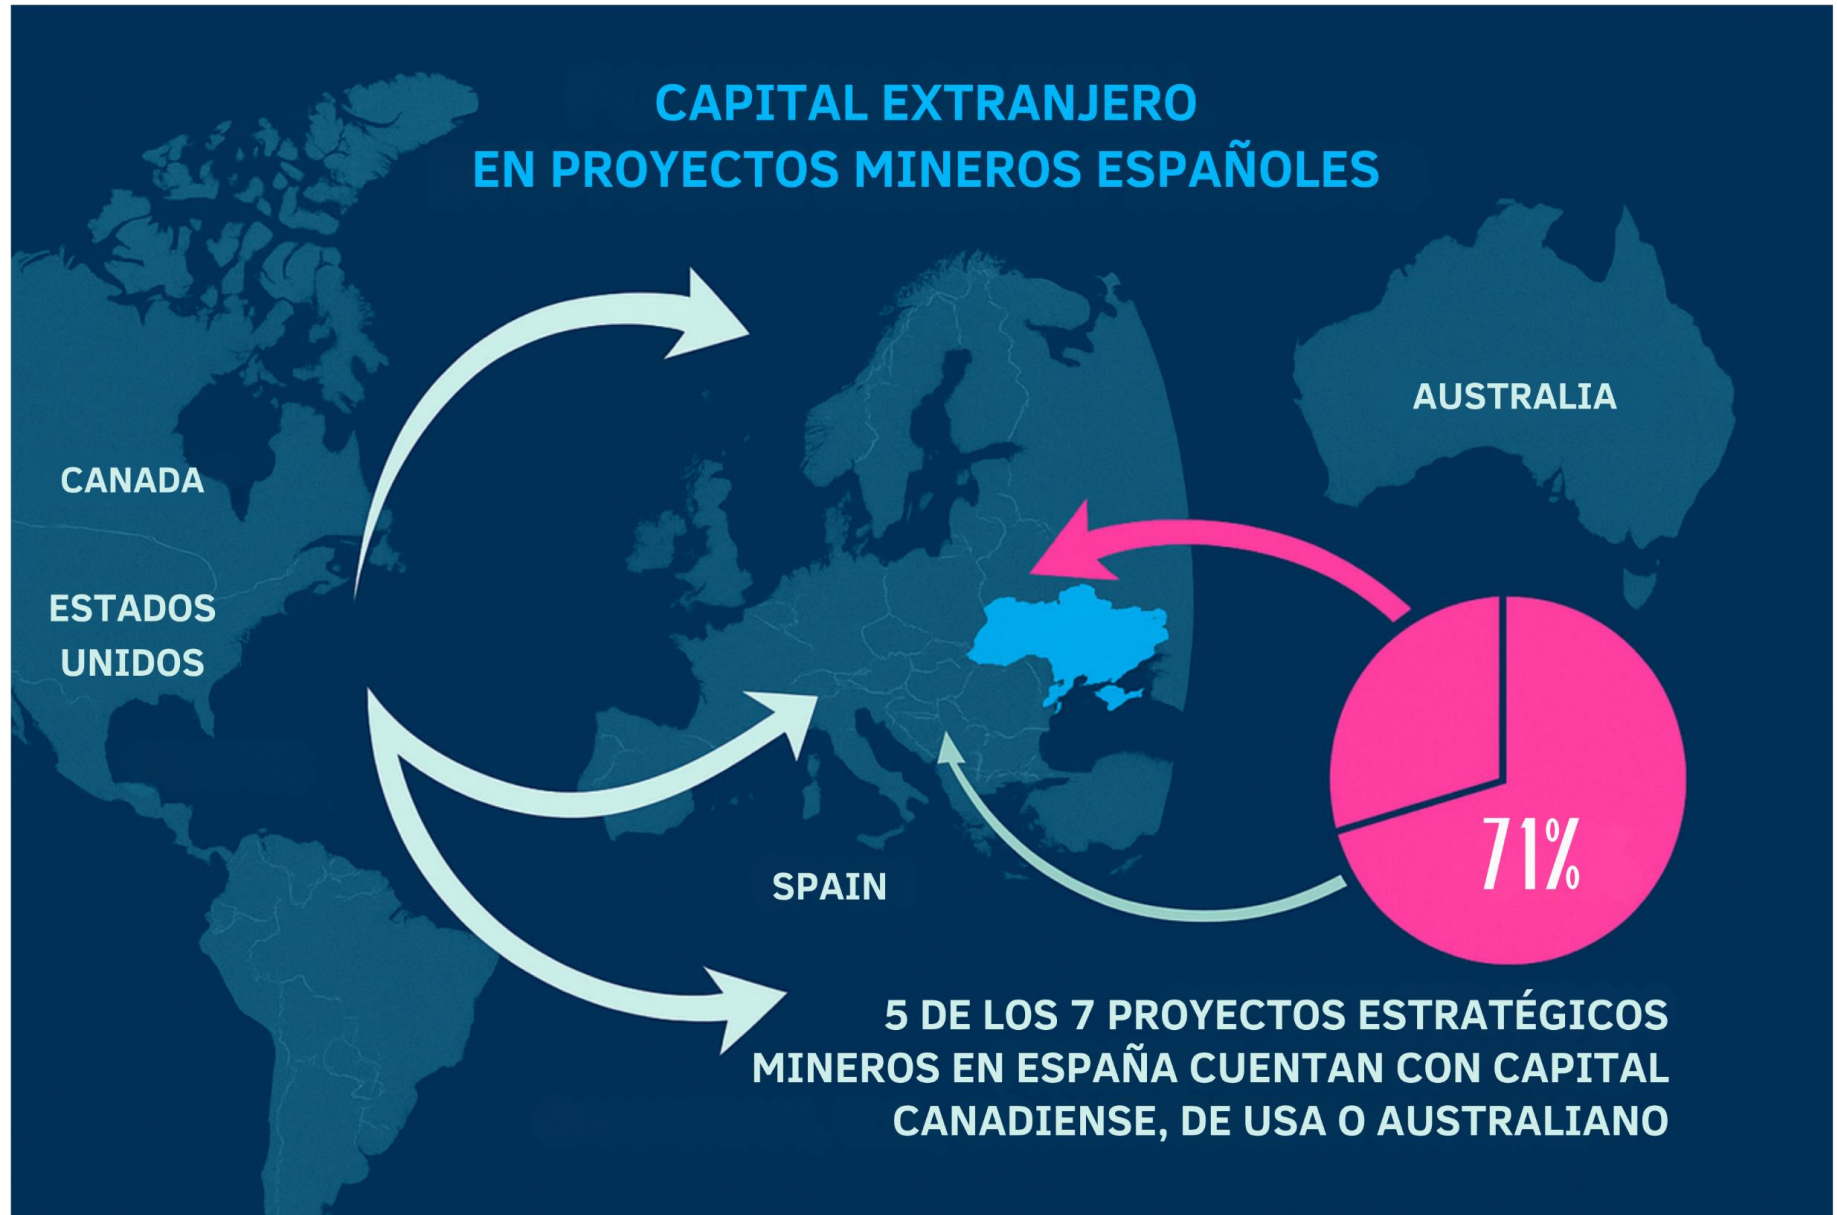 CAPITAL EXTRANJERO
EN PROYECTOS MINEROS ESPAÑOLES
AUSTRALIA
CANADA
ESTADOS
UNIDOS
71%
SPAIN
5 DE LOS 7 PROYECTOS ESTRATÉGICOS
MINEROS EN ESPAÑA CUENTAN CON CAPITAL
CANADIENSE, DE USA O AUSTRALIANO